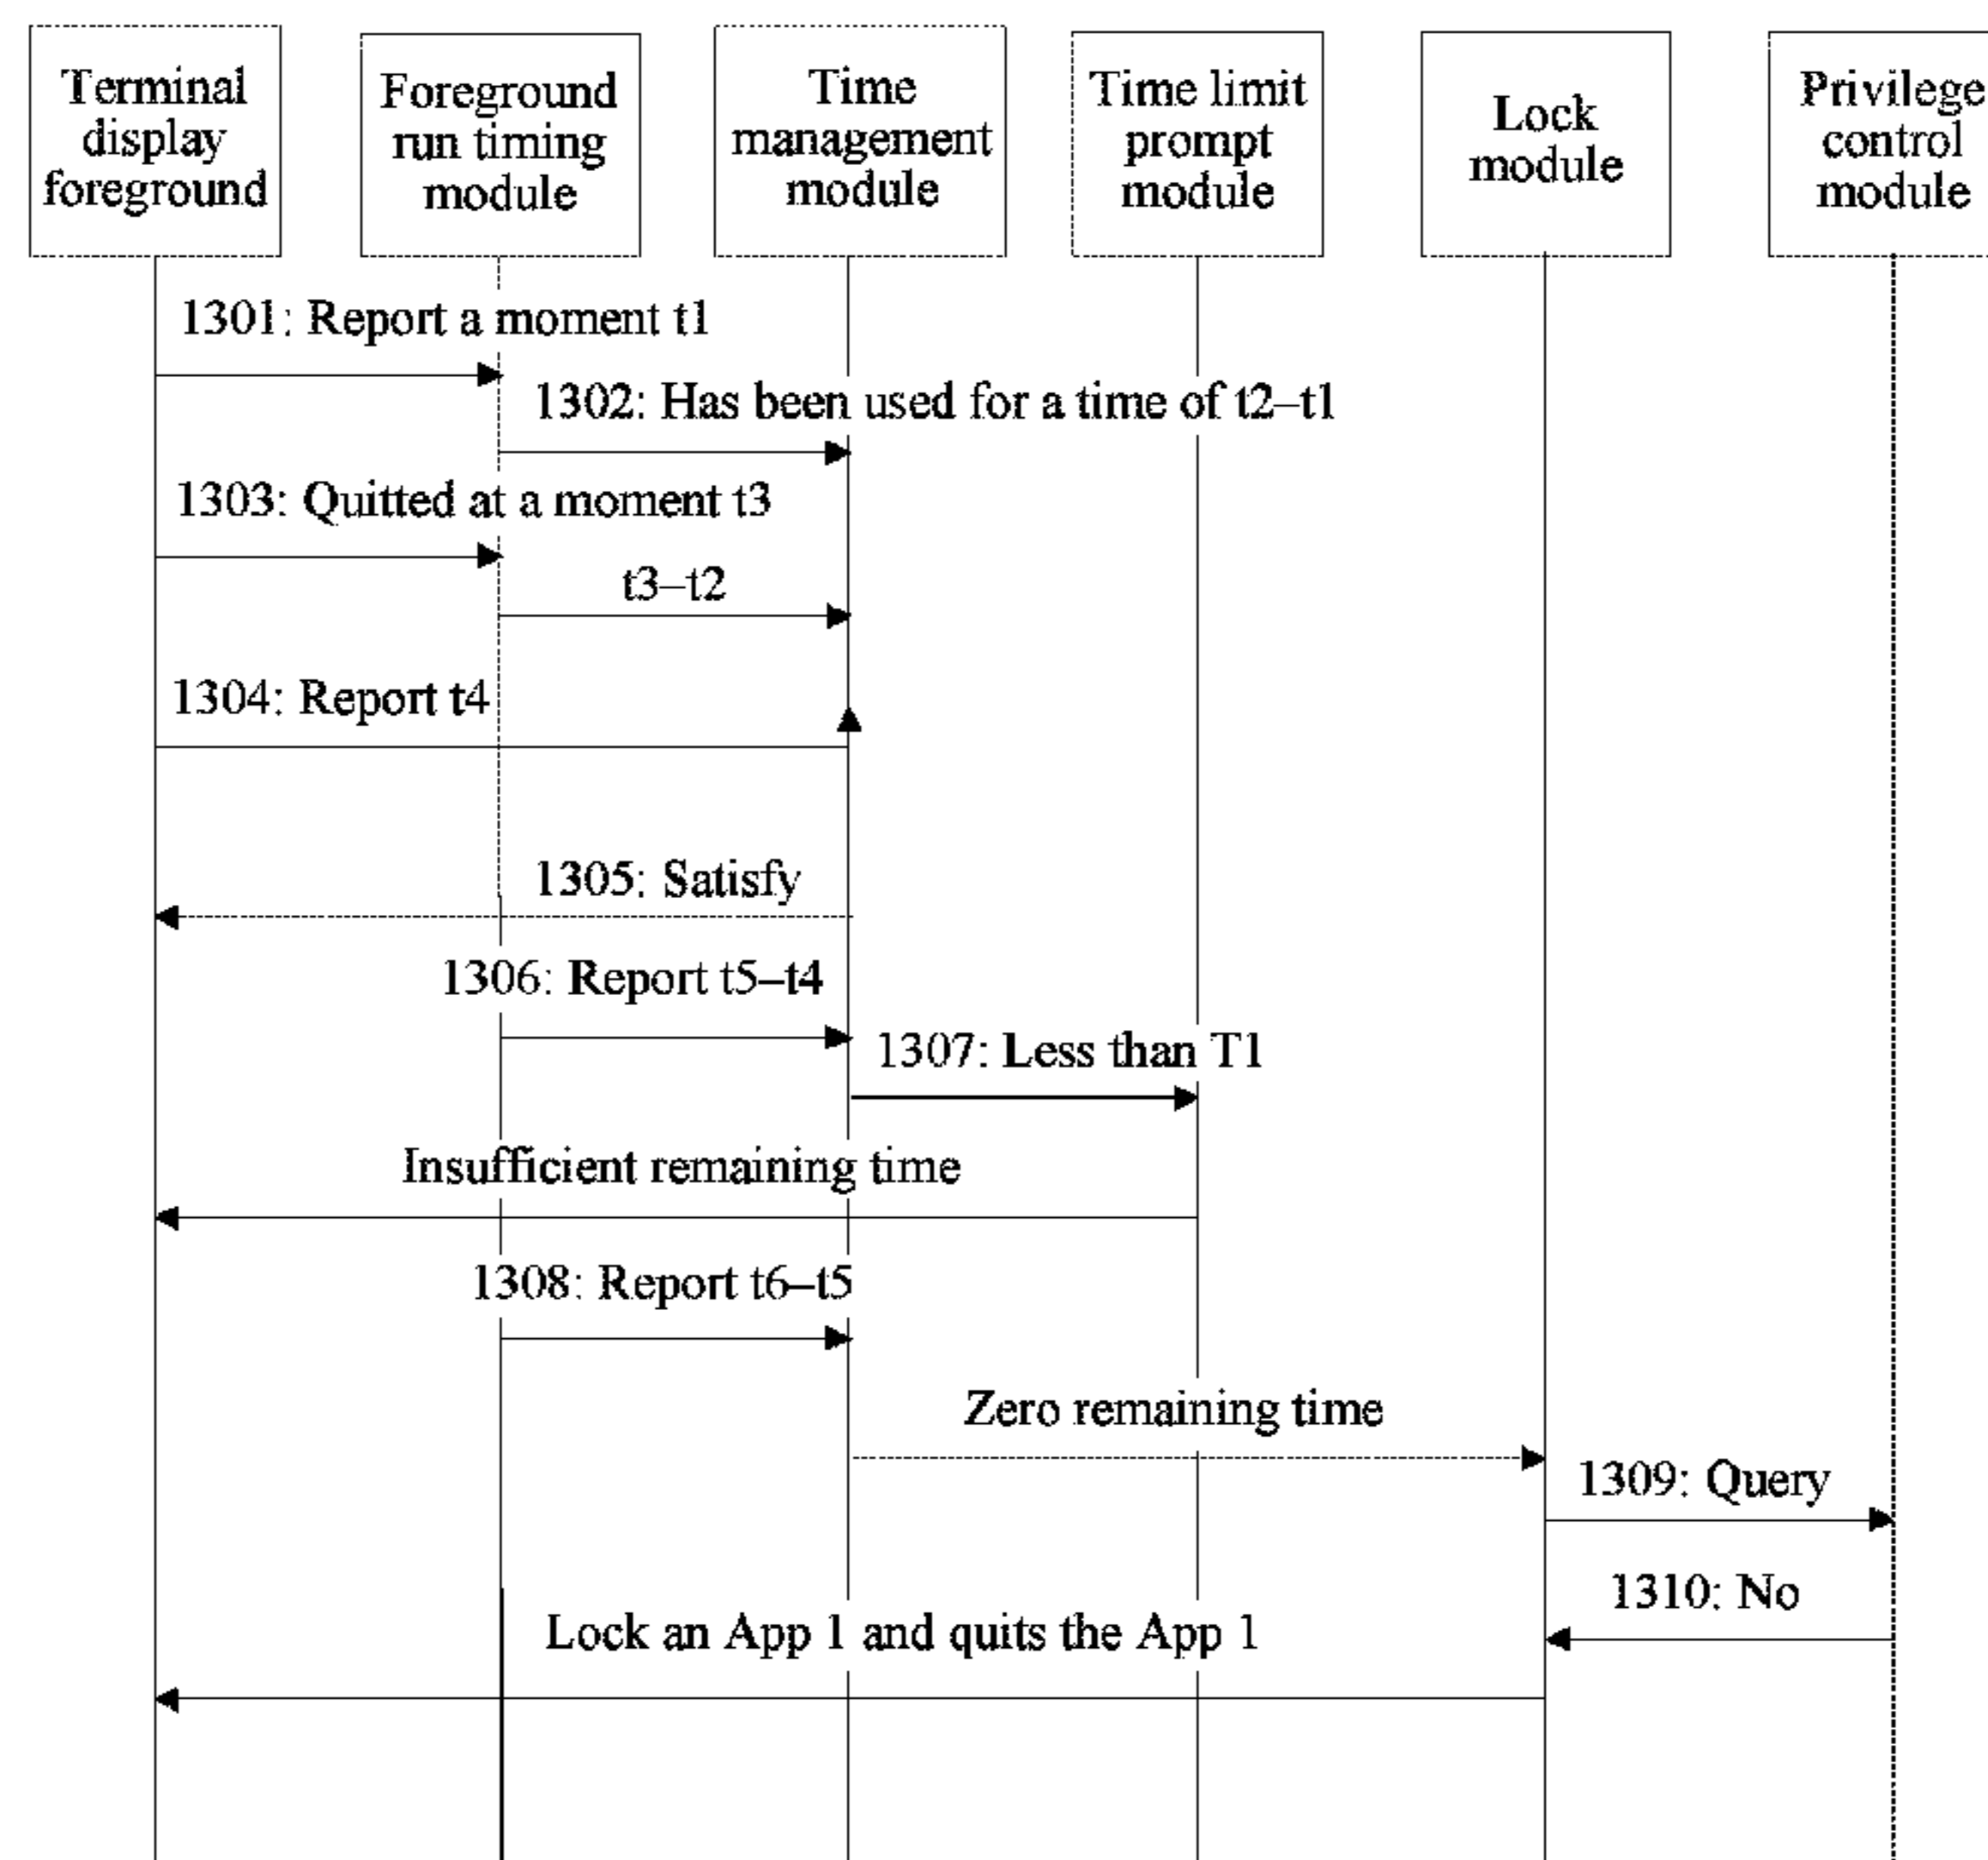 Terminal
display
foreground
Foreground
run timing
module
Time
management
module
Time limit
prompt
module
Lock
module
Privilege
control
module
1301: Report a moment t1
1302: Has been used for a time of t2–t1
1303: Quitted at a moment t3
t3–t2
1304: Report t4
1305: Satisfy
1306: Report t5–t4
1307: Less than T1
Insufficient remaining time
1308: Report t6–t5
Zero remaining time
1309: Query
1310: No
Lock an App 1 and quits the App 1